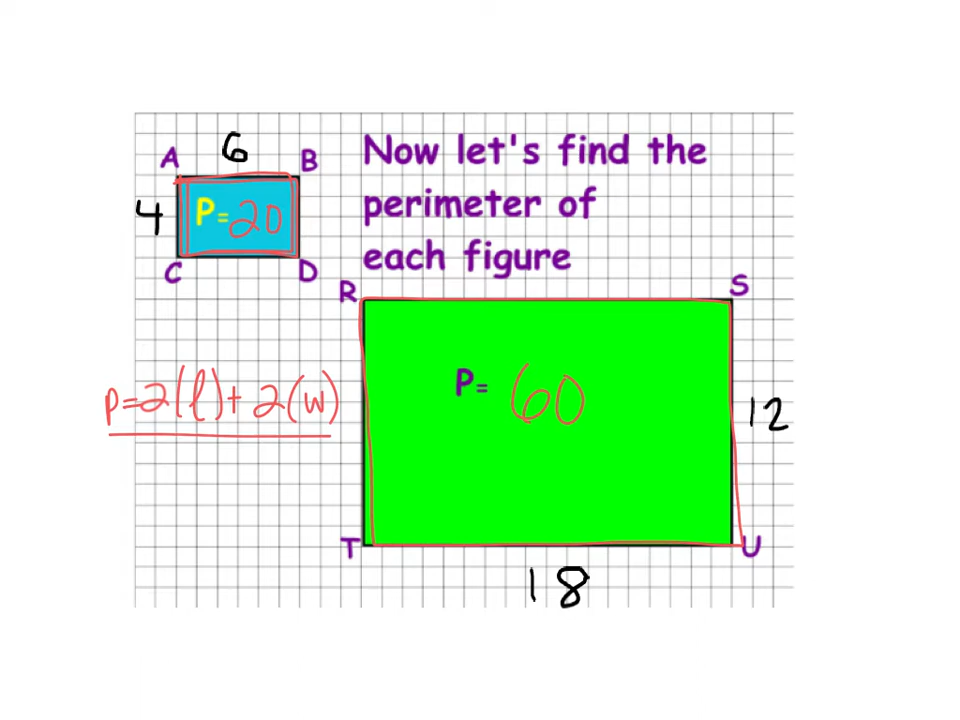 6
A B
4
P= 20
C D
Now let's find the
perimeter of
each figure
R S
P= 60
P=2(l)+2(w)
12
T U
18